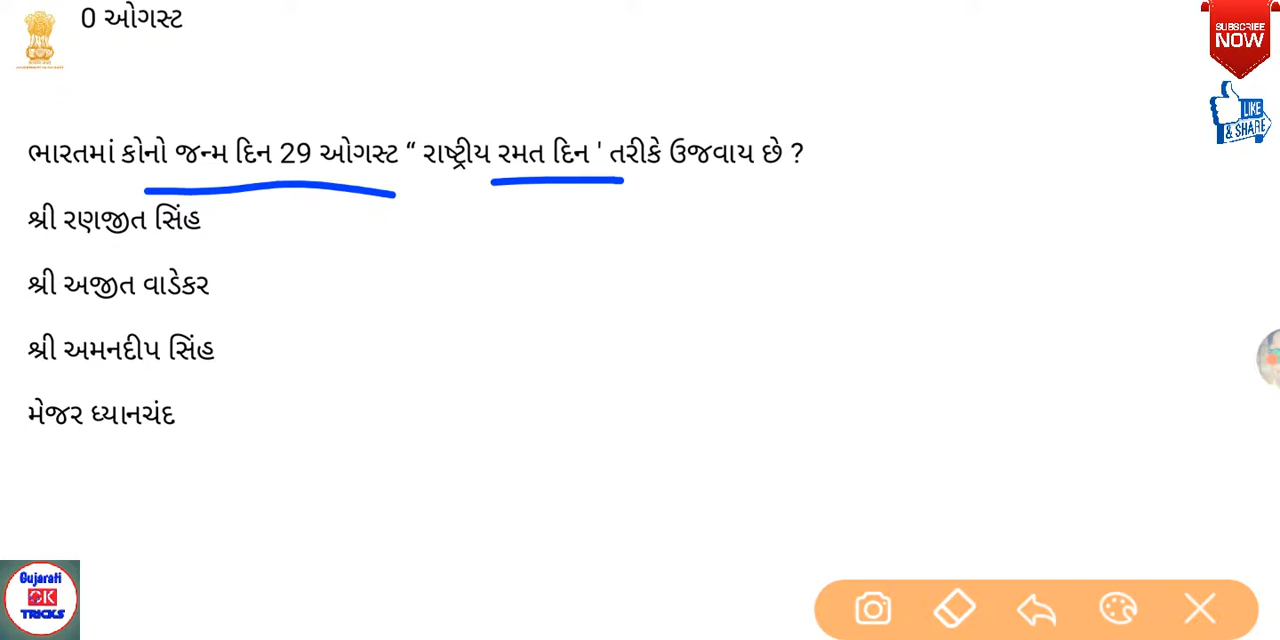 0 ઓગસ્ટ
SUBSCRIBE
NOW
LIKE
& SHARE
ભારતમાં કોનો જન્મ દિન 29 ઓગસ્ટ “ રાષ્ટ્રીય રમત દિન ' તરીકે ઉજવાય છે ?
શ્રી રણજીત સિંહ
શ્રી અજીત વાડેકર
શ્રી અમનદીપ સિંહ
મેજર ધ્યાનચંદ
Gujarati
GK
TRICKS